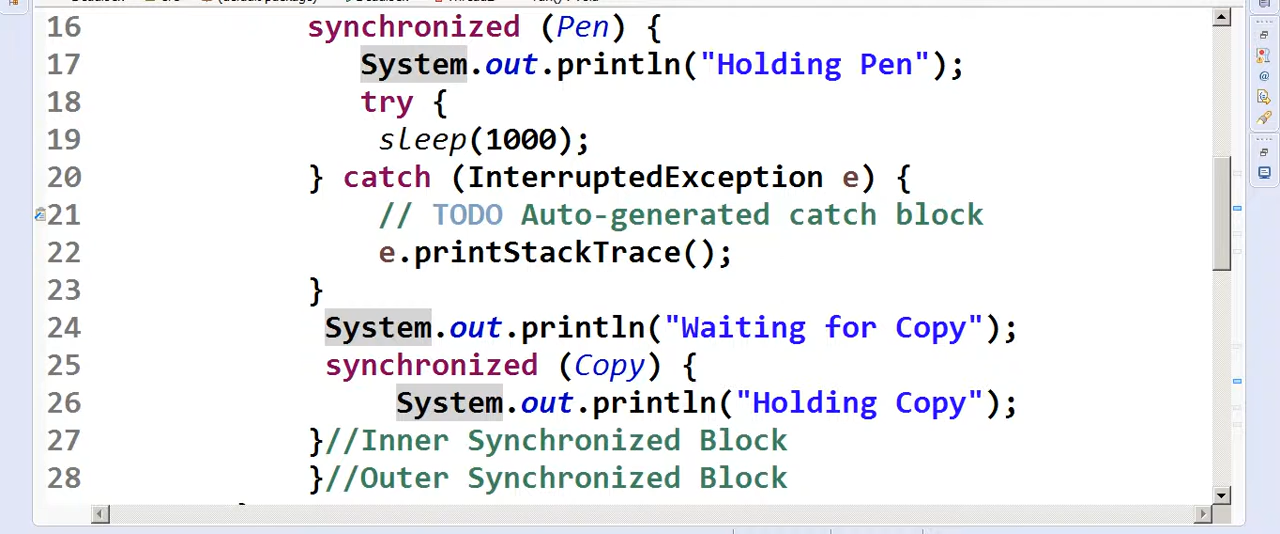 16 synchronized (Pen) {
17 System.out.println("Holding Pen");
18 try {
19 sleep(1000);
20 } catch (InterruptedException e) {
21 // TODO Auto-generated catch block
22 e.printStackTrace();
23 }
24 System.out.println("Waiting for Copy");
25 synchronized (Copy) {
26 System.out.println("Holding Copy");
27 }//Inner Synchronized Block
28 }//Outer Synchronized Block